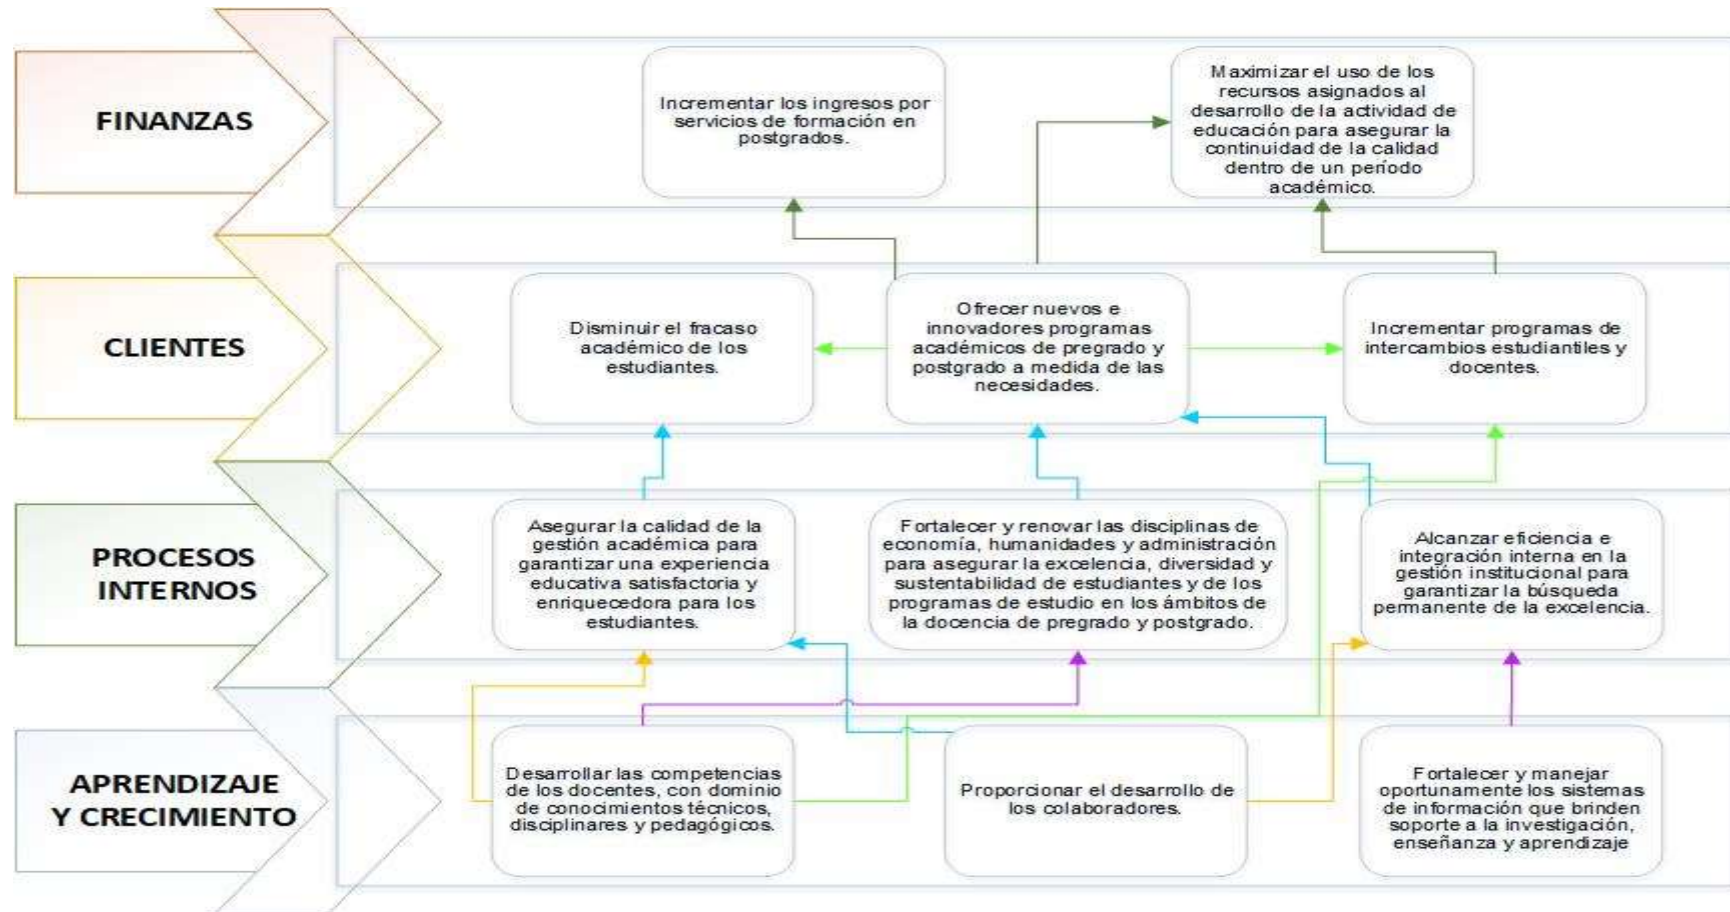 FINANZAS
Incrementar los ingresos por
servicios de formación en
postgrados.
Maximizar el uso de los
recursos asignados al
desarrollo de la actividad de
educación para asegurar la
continuidad de la calidad
dentro de un período
académico.
CLIENTES
Disminuir el fracaso
académico de los
estudiantes.
Ofrecer nuevos e
innovadores programas
académicos de pregrado y
postgrado a medida de las
necesidades.
Incrementar programas de
intercambios estudiantiles y
docentes.
PROCESOS
INTERNOS
Asegurar la calidad de la
gestión académica para
garantizar una experiencia
educativa satisfactoria y
enriquecedora para los
estudiantes.
Fortalecer y renovar las disciplinas de
economía, humanidades y administración
para asegurar la excelencia, diversidad y
sustentabilidad de estudiantes y de los
programas de estudio en los ámbitos de
la docencia de pregrado y postgrado.
Alcanzar eficiencia e
integración interna en la
gestión institucional para
garantizar la búsqueda
permanente de la excelencia.
APRENDIZAJE
Y CRECIMIENTO
Desarrollar las competencias
de los docentes, con dominio
de conocimientos técnicos,
disciplinares y pedagógicos.
Proporcionar el desarrollo de
los colaboradores.
Fortalecer y manejar
oportunamente los sistemas
de información que brinden
soporte a la investigación,
enseñanza y aprendizaje